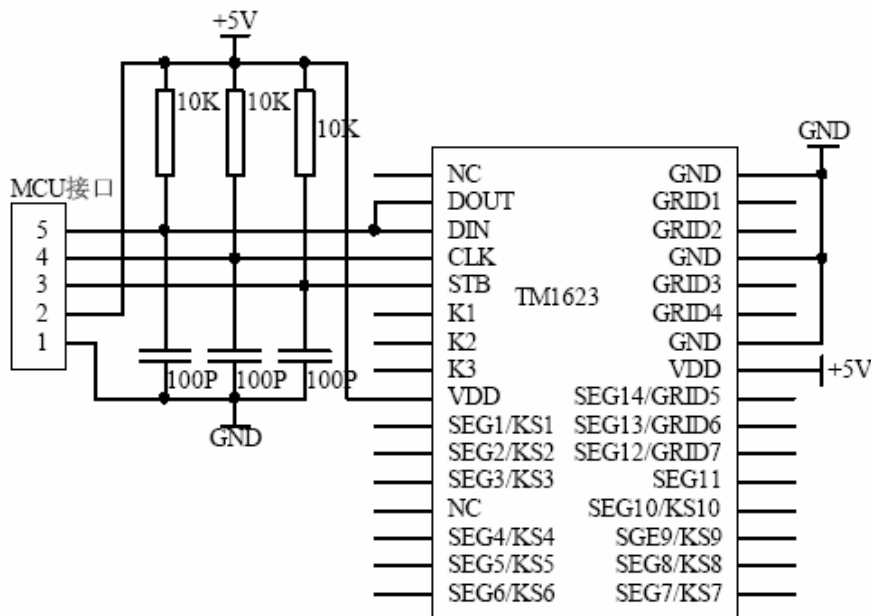 +5V
10K
10K
10K
MCU接口
5
4
3
2
1
100P
100P
100P
GND
NC
DOUT
DIN
CLK
STB
K1
K2
K3
VDD
SEG1/KS1
SEG2/KS2
SEG3/KS3
NC
SEG4/KS4
SEG5/KS5
SEG6/KS6
TM1623
GND
GRID1
GRID2
GND
GRID3
GRID4
GND
VDD
SEG14/GRID5
SEG13/GRID6
SEG12/GRID7
SEG11
SEG10/KS10
SGE9/KS9
SEG8/KS8
SEG7/KS7
GND
+5V